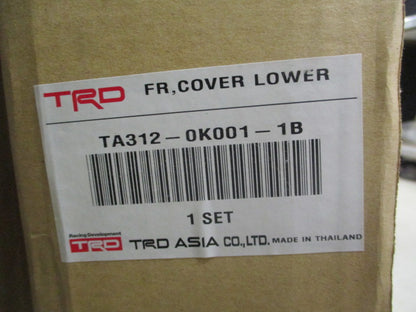 TRD FR,COVER LOWER
TA312-0K001-1B
1 SET
Racing Development
TRD TRD ASIA CO.,LTD. MADE IN THAILAND